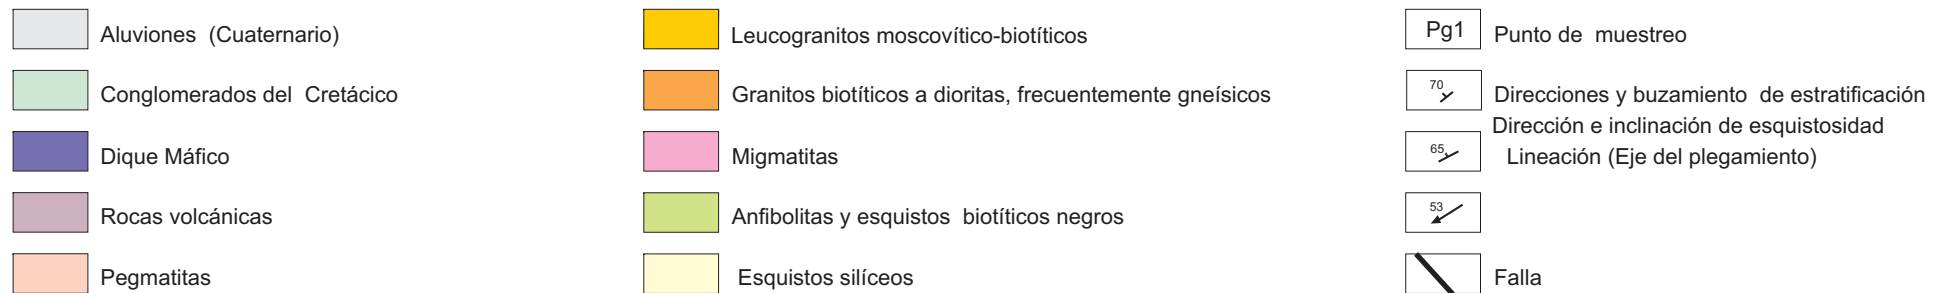 Aluviones (Cuaternario)
Conglomerados del Cretácico
Dique Máfico
Rocas volcánicas
Pegmatitas
Leucogranitos moscovítico-biotíticos
Granitos biotíticos a dioritas, frecuentemente gneísicos
Migmatitas
Anfibolitas y esquistos biotíticos negros
Esquistos silíceos
Pg1 Punto de muestreo
70 Direcciones y buzamiento de estratificación
Dirección e inclinación de esquistosidad
65 Lineación (Eje del plegamiento)
53
Falla